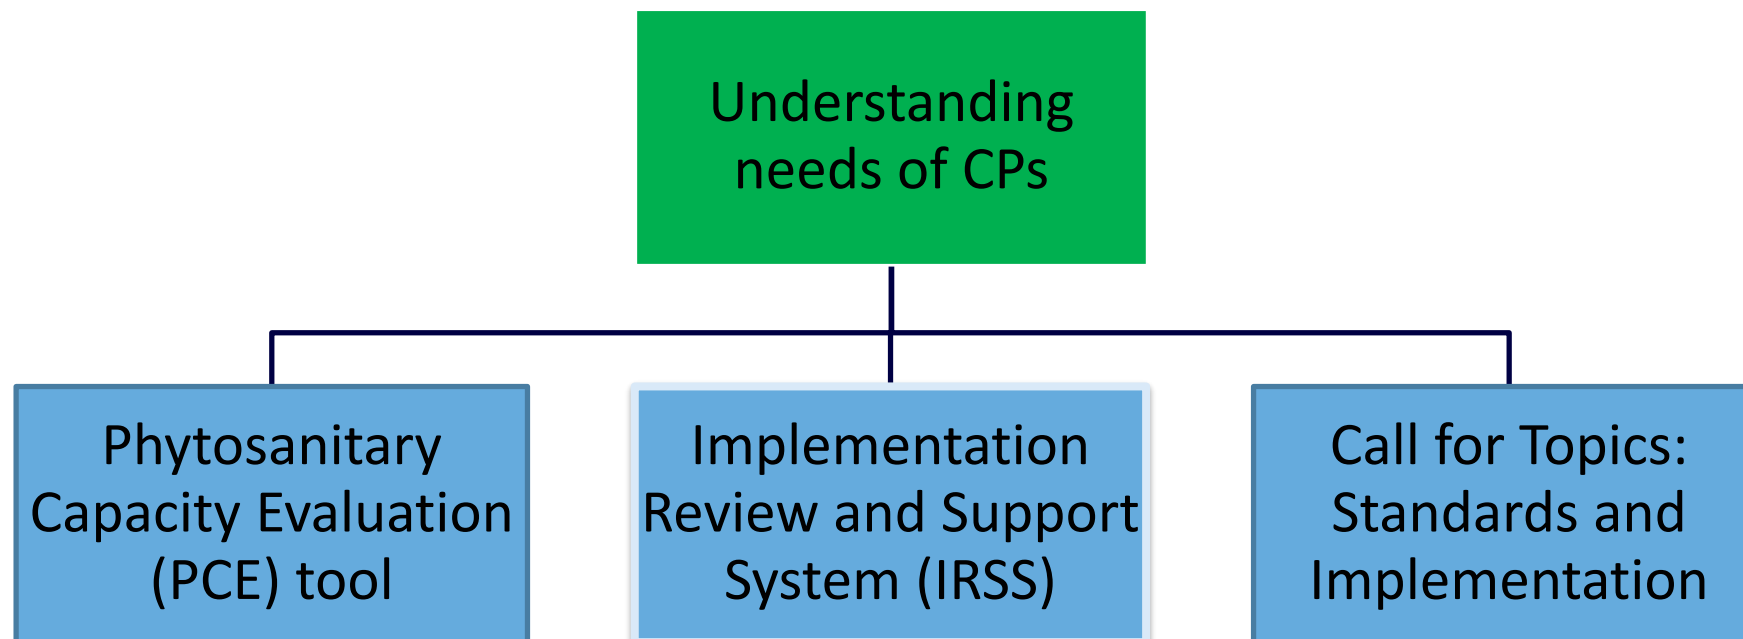 Understanding
needs of CPs
Phytosanitary
Capacity Evaluation
(PCE) tool
Implementation
Review and Support
System (IRSS)
Call for Topics:
Standards and
Implementation